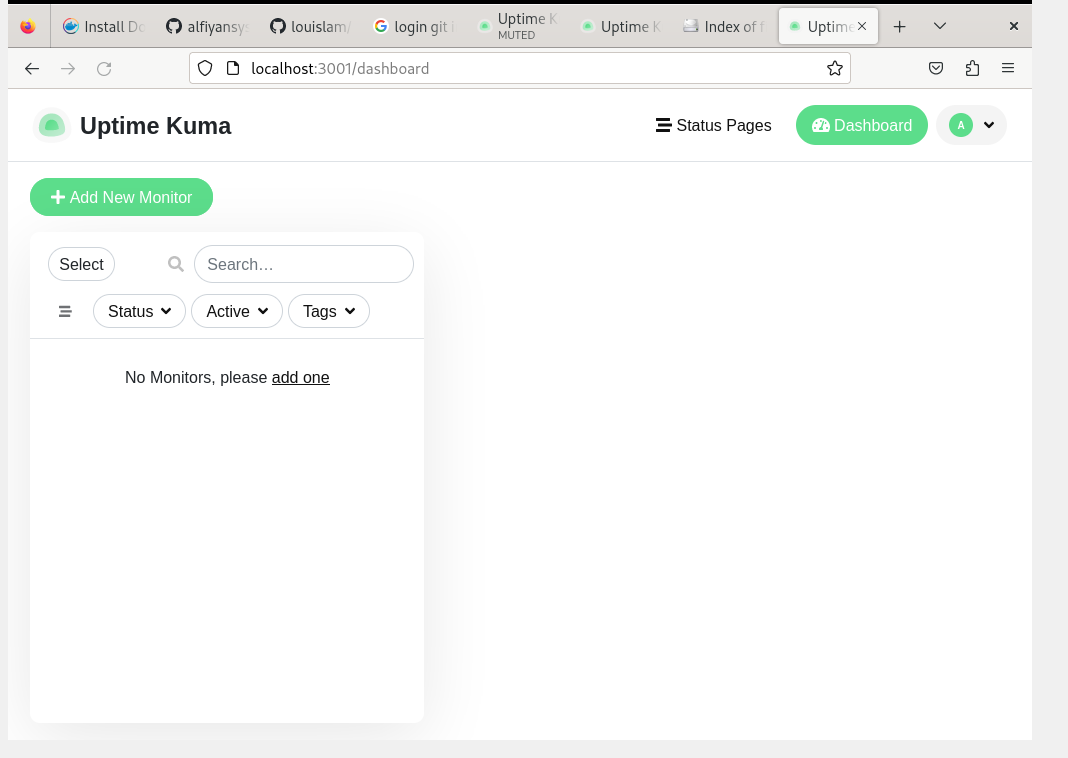 Install Do
alfiyansys
louislam/
login git i
Uptime K
MUTED
Uptime K
Index of f
Uptime
localhost:3001/dashboard
Uptime Kuma
Status Pages
Dashboard
A
Add New Monitor
Select
Search…
Status
Active
Tags
No Monitors, please add one